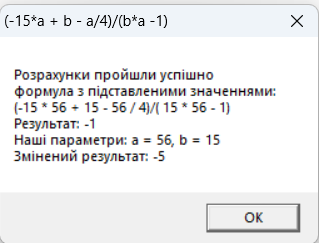 (-15*a + b - a/4)/(b*a -1)
Розрахунки пройшли успішно
формула з підставленими значеннями:
(-15 * 56 + 15 - 56 / 4)/( 15 * 56 - 1)
Результат: -1
Наші параметри: a = 56, b = 15
Змінений результат: -5
OK